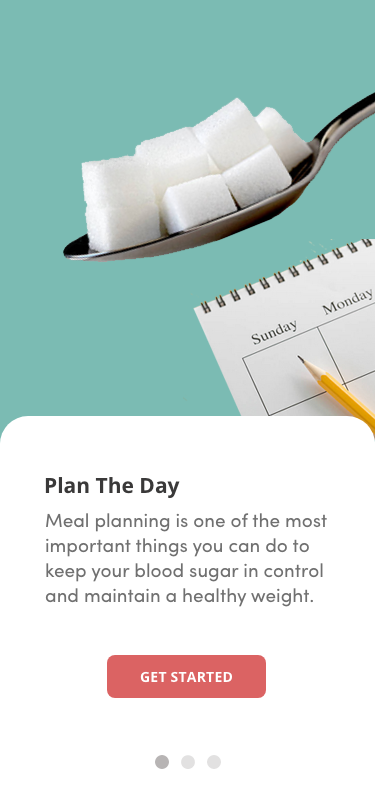 Sunday
Monday
Plan The Day
Meal planning is one of the most
important things you can do to
keep your blood sugar in control
and maintain a healthy weight.
GET STARTED